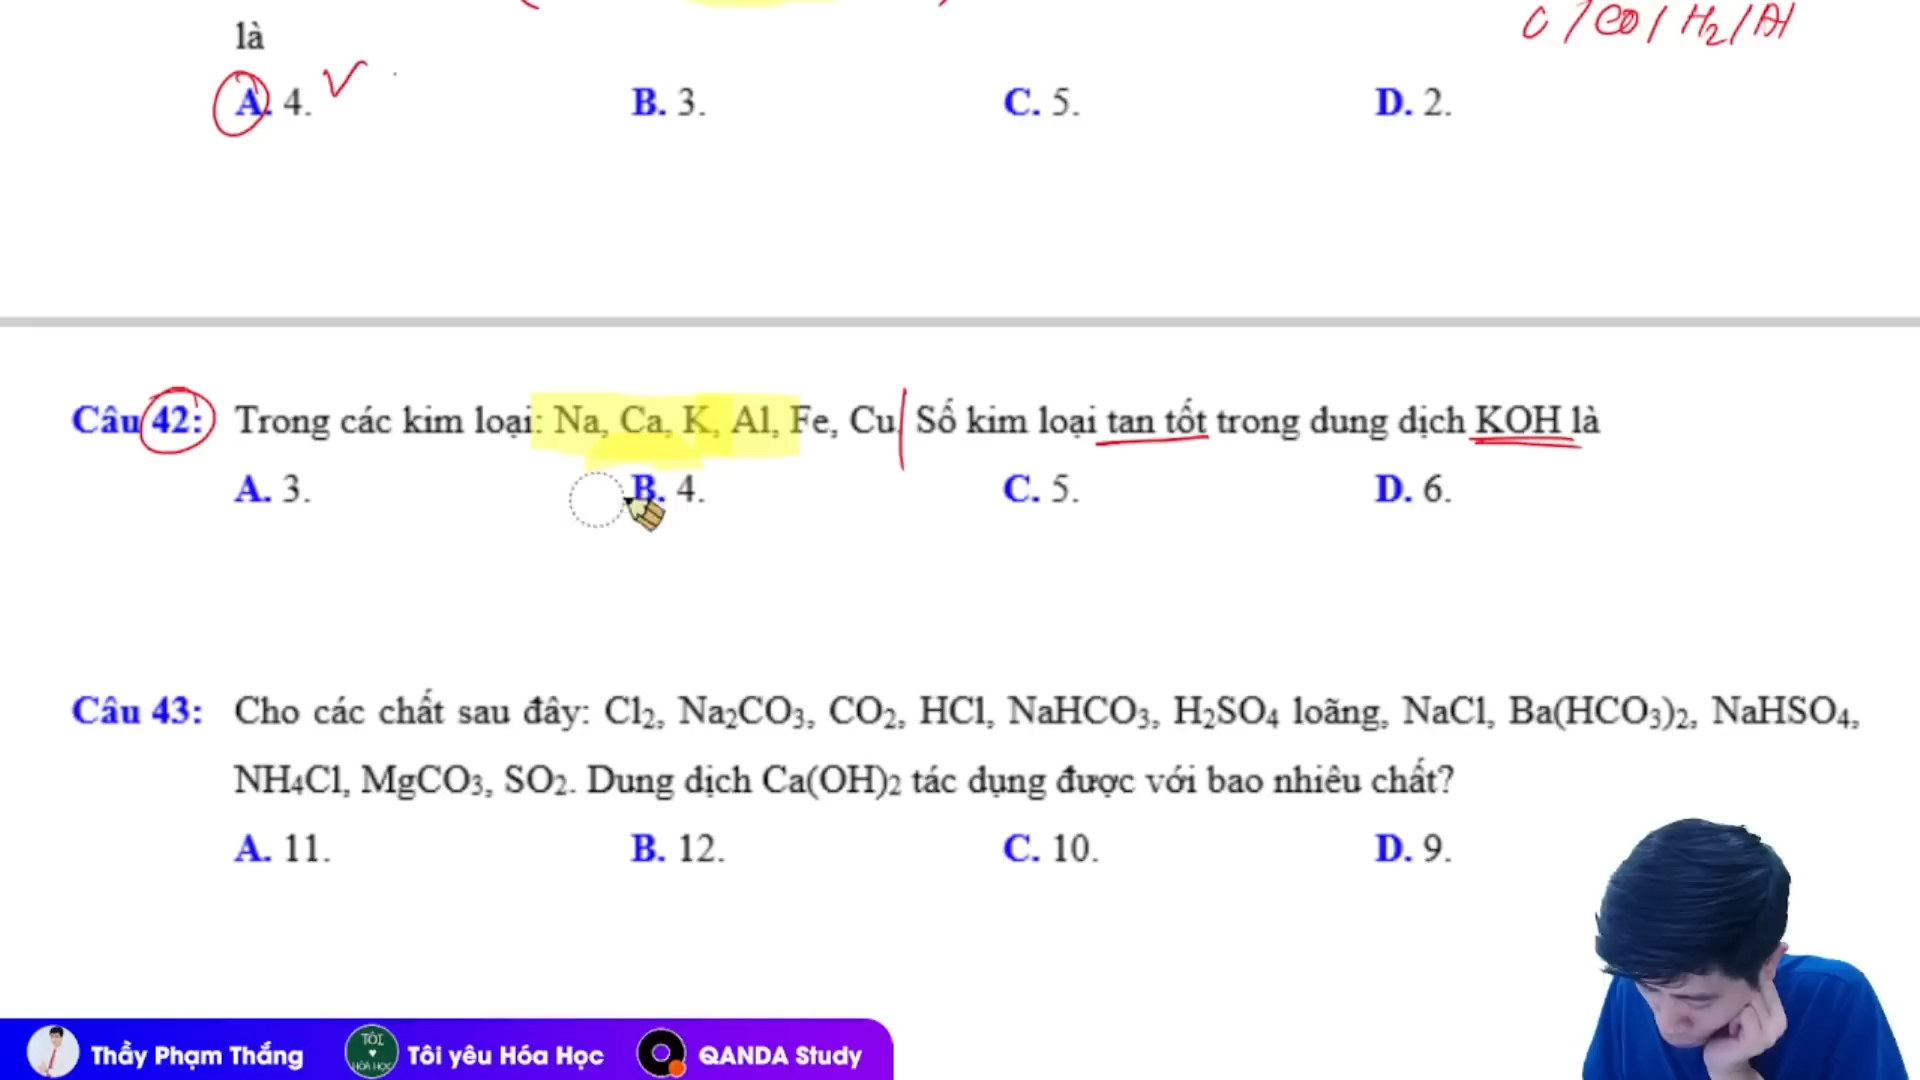 C / CO / H₂ / Al
là
A. 4.
B. 3.
C. 5.
D. 2.
Câu 42: Trong các kim loại: Na, Ca, K, Al, Fe, Cu Số kim loại tan tốt trong dung dịch KOH là
A. 3.
B. 4.
C. 5.
D. 6.
Câu 43: Cho các chất sau đây: Cl₂, Na₂CO₃, CO₂, HCl, NaHCO₃, H₂SO₄ loãng, NaCl, Ba(HCO₃)₂, NaHSO₄,
NH₄Cl, MgCO₃, SO₂. Dung dịch Ca(OH)₂ tác dụng được với bao nhiêu chất?
A. 11.
B. 12.
C. 10.
D. 9.
Thầy Phạm Thắng
TÔI ♥ HÓA HỌC
Tôi yêu Hóa Học
QANDA Study